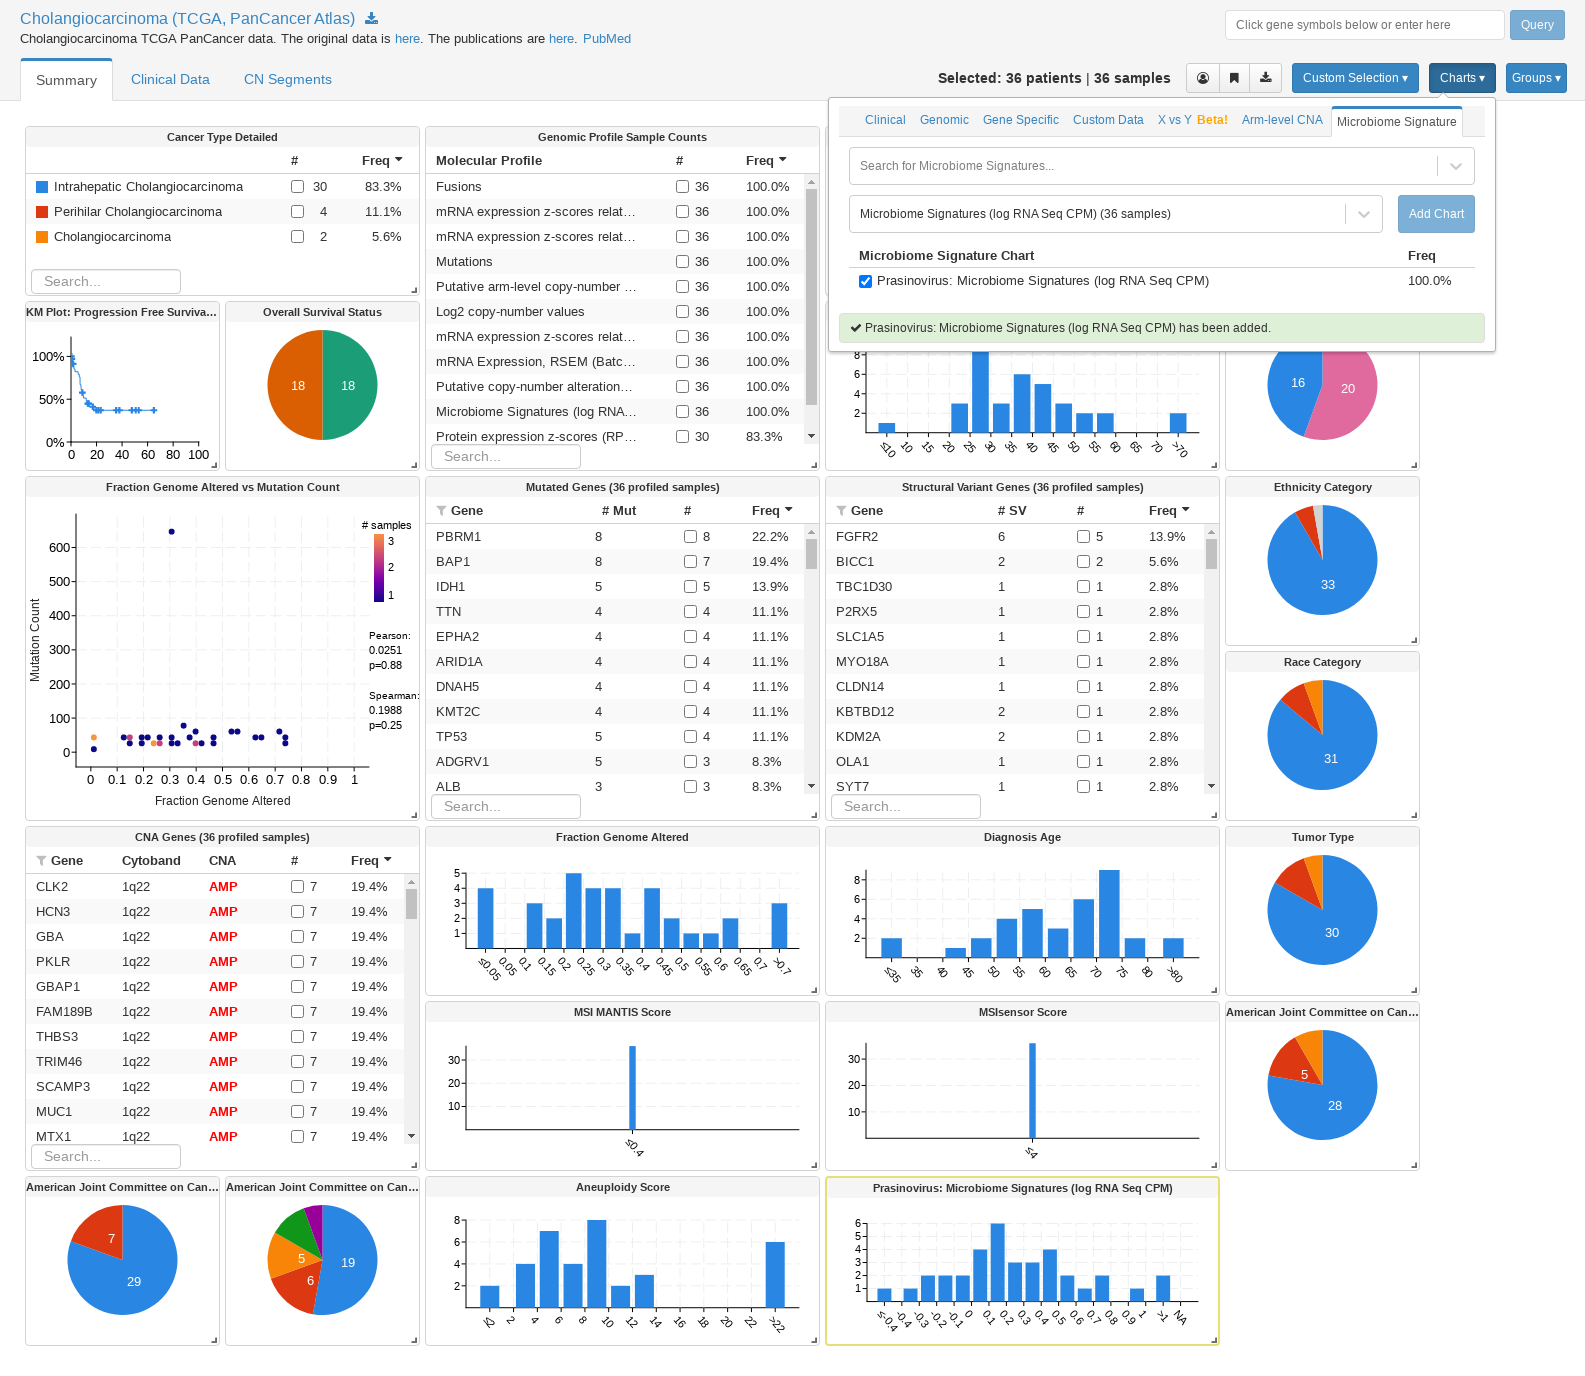 Cholangiocarcinoma (TCGA, PanCancer Atlas)
Cholangiocarcinoma TCGA PanCancer data. The original data is here. The publications are here. PubMed
Click gene symbols below or enter here
Query
Summary
Clinical Data
CN Segments
Selected: 36 patients | 36 samples
Custom Selection ▾
Charts ▾
Groups ▾
Clinical
Genomic
Gene Specific
Custom Data
X vs Y Beta!
Arm-level CNA
Microbiome Signature
Search for Microbiome Signatures...
Microbiome Signatures (log RNA Seq CPM) (36 samples)
Add Chart
Microbiome Signature Chart Freq
Prasinovirus: Microbiome Signatures (log RNA Seq CPM) 100.0%
Prasinovirus: Microbiome Signatures (log RNA Seq CPM) has been added.
Cancer Type Detailed
# Freq
Intrahepatic Cholangiocarcinoma 30 83.3%
Perihilar Cholangiocarcinoma 4 11.1%
Cholangiocarcinoma 2 5.6%
Search...
Genomic Profile Sample Counts
Molecular Profile # Freq
Fusions 36 100.0%
mRNA expression z-scores relat… 36 100.0%
mRNA expression z-scores relat… 36 100.0%
Mutations 36 100.0%
Putative arm-level copy-number … 36 100.0%
Log2 copy-number values 36 100.0%
mRNA expression z-scores relat… 36 100.0%
mRNA Expression, RSEM (Batc… 36 100.0%
Putative copy-number alteration… 36 100.0%
Microbiome Signatures (log RNA… 36 100.0%
Protein expression z-scores (RP… 30 83.3%
Search...
KM Plot: Progression Free Surviva…
100%
50%
0%
0 20 40 60 80 100
Overall Survival Status
18 18
8
6
4
2
≤10 10 15 20 25 30 35 40 45 50 55 60 65 70 >70
16 20
Fraction Genome Altered vs Mutation Count
# samples
3
2
1
Pearson:
0.0251
p=0.88
Spearman:
0.1988
p=0.25
Mutation Count
600
500
400
300
200
100
0
0 0.1 0.2 0.3 0.4 0.5 0.6 0.7 0.8 0.9 1
Fraction Genome Altered
Mutated Genes (36 profiled samples)
Gene # Mut # Freq
PBRM1 8 8 22.2%
BAP1 8 7 19.4%
IDH1 5 5 13.9%
TTN 4 4 11.1%
EPHA2 4 4 11.1%
ARID1A 4 4 11.1%
DNAH5 4 4 11.1%
KMT2C 4 4 11.1%
TP53 5 4 11.1%
ADGRV1 5 3 8.3%
ALB 3 3 8.3%
Search...
Structural Variant Genes (36 profiled samples)
Gene # SV # Freq
FGFR2 6 5 13.9%
BICC1 2 2 5.6%
TBC1D30 1 1 2.8%
P2RX5 1 1 2.8%
SLC1A5 1 1 2.8%
MYO18A 1 1 2.8%
CLDN14 1 1 2.8%
KBTBD12 2 1 2.8%
KDM2A 2 1 2.8%
OLA1 1 1 2.8%
SYT7 1 1 2.8%
Search...
Ethnicity Category
33
Race Category
31
CNA Genes (36 profiled samples)
Gene Cytoband CNA # Freq
CLK2 1q22 AMP 7 19.4%
HCN3 1q22 AMP 7 19.4%
GBA 1q22 AMP 7 19.4%
PKLR 1q22 AMP 7 19.4%
GBAP1 1q22 AMP 7 19.4%
FAM189B 1q22 AMP 7 19.4%
THBS3 1q22 AMP 7 19.4%
TRIM46 1q22 AMP 7 19.4%
SCAMP3 1q22 AMP 7 19.4%
MUC1 1q22 AMP 7 19.4%
MTX1 1q22 AMP 7 19.4%
Search...
Fraction Genome Altered
5
4
3
2
1
≤0.05 0.05 0.1 0.15 0.2 0.25 0.3 0.35 0.4 0.45 0.5 0.55 0.6 0.65 0.7 >0.7
Diagnosis Age
8
6
4
2
≤35 35 40 45 50 55 60 65 70 75 80 >80
Tumor Type
30
MSI MANTIS Score
30
20
10
≤0.4
MSIsensor Score
30
20
10
≤4
American Joint Committee on Can…
5
28
American Joint Committee on Can…
7
29
American Joint Committee on Can…
5 19
6
Aneuploidy Score
8
6
4
2
≤2 2 4 6 8 10 12 14 16 18 20 22 >22
Prasinovirus: Microbiome Signatures (log RNA Seq CPM)
6
5
4
3
2
1
≤-0.4 -0.4 -0.3 -0.2 -0.1 0 0.1 0.2 0.3 0.4 0.5 0.6 0.7 0.8 0.9 1 >1 NA